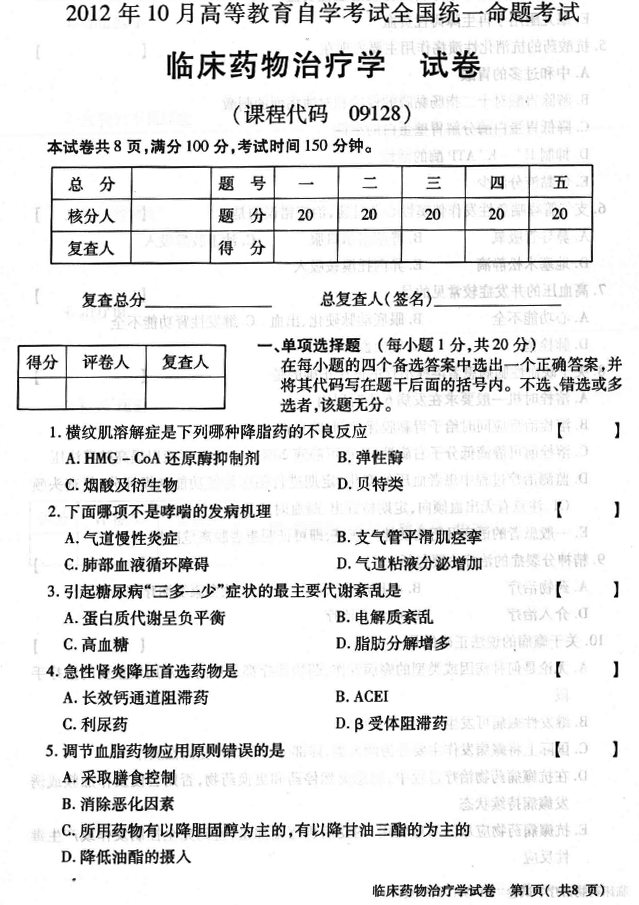 2012 年 10 月高等教育自学考试全国统一命题考试
临床药物治疗学 试卷
(课程代码 09128)
本试卷共 8 页,满分 100 分,考试时间 150 分钟。
总 分 题 号 一 二 三 四 五
核分人 题 分 20 20 20 20 20
复查人 得 分
复查总分 总复查人(签名)
得分 评卷人 复查人
一、单项选择题 (每小题 1 分,共 20 分)
在每小题的四个备选答案中选出一个正确答案,并
将其代码写在题干后面的括号内。不选、错选或多
选者,该题无分。
1. 横纹肌溶解症是下列哪种降脂药的不良反应 【 】
A. HMG - CoA 还原酶抑制剂 B. 弹性酶
C. 烟酸及衍生物 D. 贝特类
2. 下面哪项不是哮喘的发病机理 【 】
A. 气道慢性炎症 B. 支气管平滑肌痉挛
C. 肺部血液循环障碍 D. 气道粘液分泌增加
3. 引起糖尿病“三多一少”症状的最主要代谢紊乱是 【 】
A. 蛋白质代谢呈负平衡 B. 电解质紊乱
C. 高血糖 D. 脂肪分解增多
4. 急性肾炎降压首选药物是 【 】
A. 长效钙通道阻滞药 B. ACEI
C. 利尿药 D. β 受体阻滞药
5. 调节血脂药物应用原则错误的是 【 】
A. 采取膳食控制
B. 消除恶化因素
C. 所用药物有以降胆固醇为主的,有以降甘油三酯的为主的
D. 降低油酯的摄入
临床药物治疗学试卷 第1页( 共8 页)